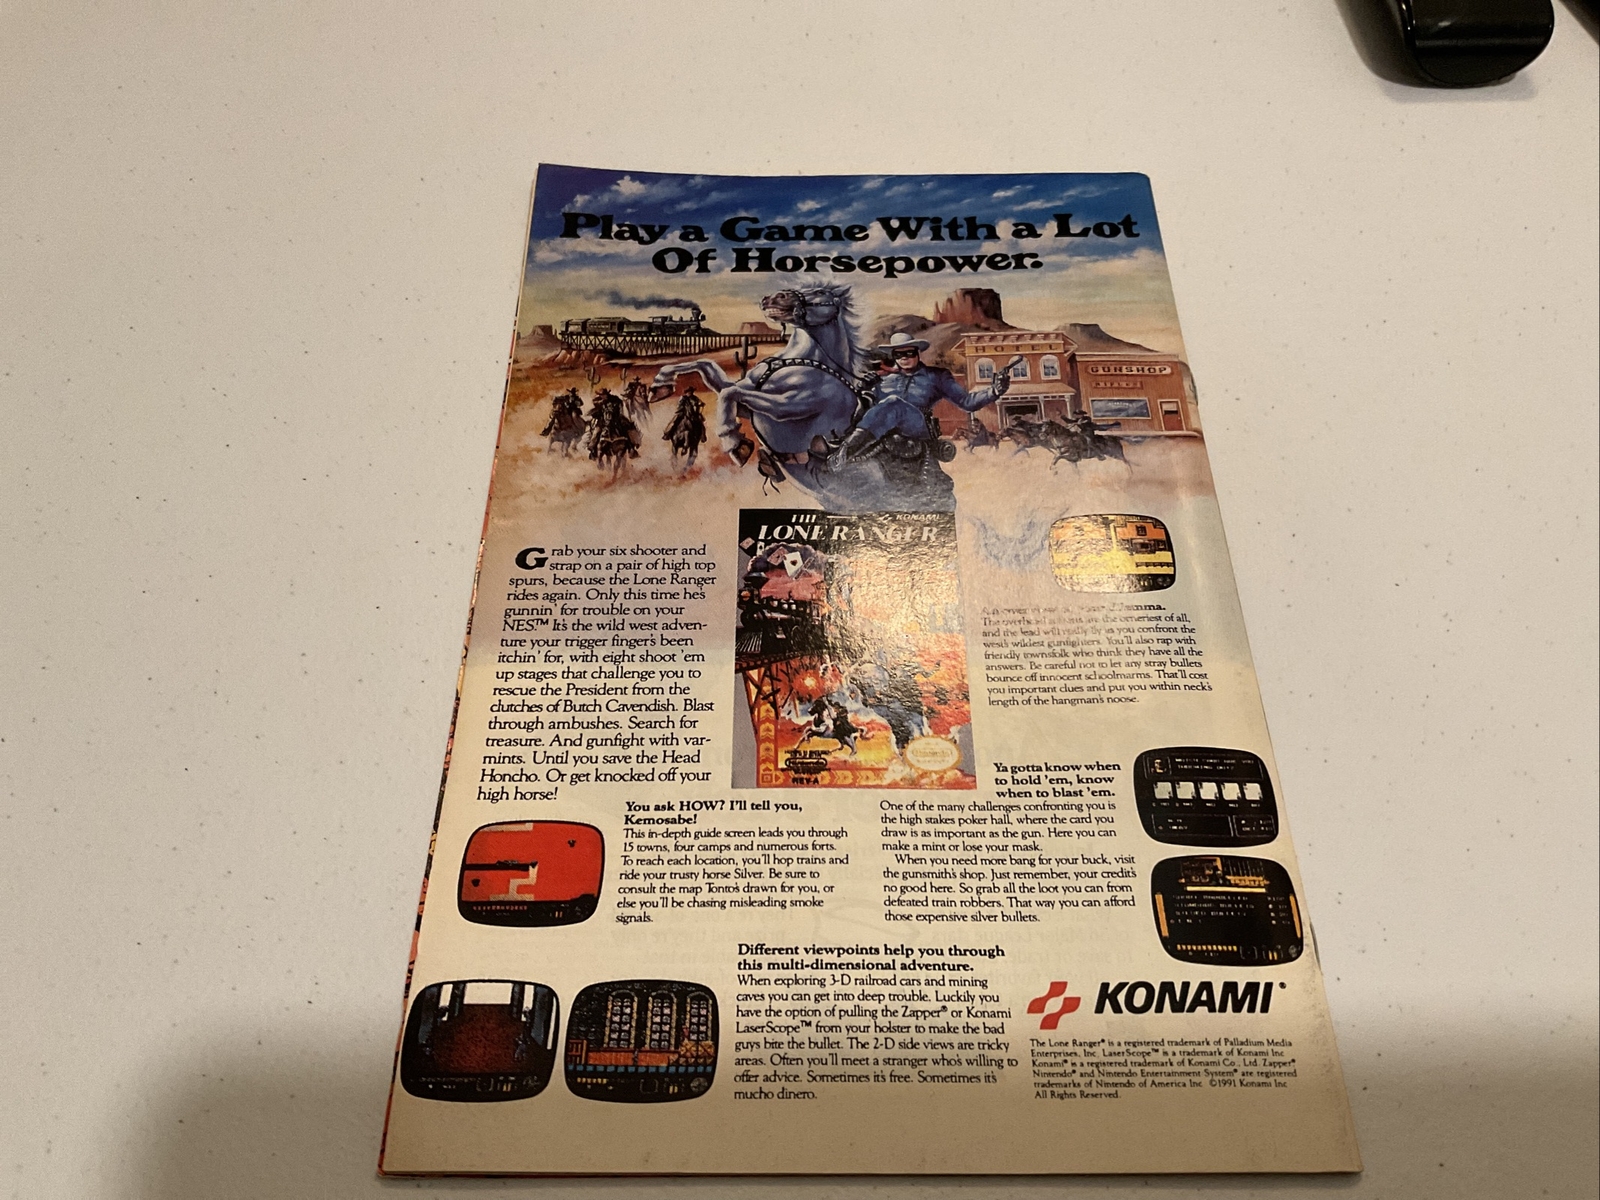 Play a Game With a Lot
Of Horsepower.
HOTEL
GUNSHOP
RIFLES
THE
LONE RANGER
KONAMI
REV-A
Grab your six shooter and
strap on a pair of high top
spurs, because the Lone Ranger
rides again. Only this time he's
gunnin' for trouble on your
NES.™ It's the wild west adven-
ture your trigger finger's been
itchin' for, with eight shoot 'em
up stages that challenge you to
rescue the President from the
clutches of Butch Cavendish. Blast
through ambushes. Search for
treasure. And gunfight with var-
mints. Until you save the Head
Honcho. Or get knocked off your
high horse!
The overhead are the orneriest of all,
and the lead will really fly as you confront the
west's wildest gunfighters. You'll also rap with
friendly townsfolk who think they have all the
answers. Be careful not to let any stray bullets
bounce off innocent schoolmarms. That'll cost
you important clues and put you within neck's
length of the hangman's noose.
You ask HOW? I'll tell you,
Kemosabe!
This in-depth guide screen leads you through
15 towns, four camps and numerous forts.
To reach each location, you'll hop trains and
ride your trusty horse Silver. Be sure to
consult the map Tonto's drawn for you, or
else you'll be chasing misleading smoke
signals.
Ya gotta know when
to hold 'em, know
when to blast 'em.
One of the many challenges confronting you is
the high stakes poker hall, where the card you
draw is as important as the gun. Here you can
make a mint or lose your mask.
When you need more bang for your buck, visit
the gunsmith's shop. Just remember, your credit's
no good here. So grab all the loot you can from
defeated train robbers. That way you can afford
those expensive silver bullets.
Different viewpoints help you through
this multi-dimensional adventure.
When exploring 3-D railroad cars and mining
caves you can get into deep trouble. Luckily you
have the option of pulling the Zapper® or Konami
LaserScope™ from your holster to make the bad
guys bite the bullet. The 2-D side views are tricky
areas. Often you'll meet a stranger who's willing to
offer advice. Sometimes it's free. Sometimes it's
mucho dinero.
KONAMI®
The Lone Ranger® is a registered trademark of Palladium Media
Enterprises, Inc. LaserScope™ is a trademark of Konami Inc.
Konami® is a registered trademark of Konami Co., Ltd. Zapper®
Nintendo® and Nintendo Entertainment System® are registered
trademarks of Nintendo of America Inc. ©1991 Konami Inc.
All Rights Reserved.